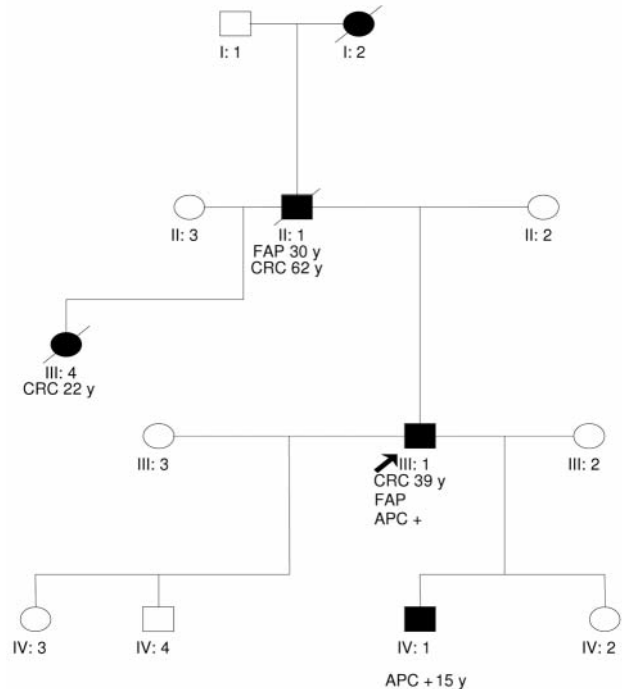 I: 1
I: 2
II: 3
II: 1
FAP 30 y
CRC 62 y
II: 2
III: 4
CRC 22 y
III: 3
III: 1
CRC 39 y
FAP
APC +
III: 2
IV: 3
IV: 4
IV: 1
APC + 15 y
IV: 2